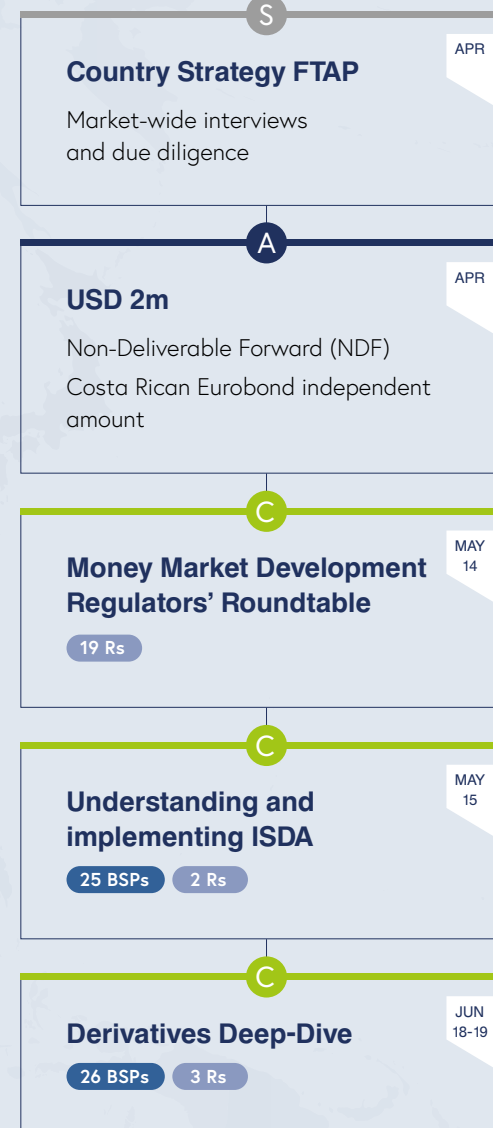 S
APR
Country Strategy FTAP
Market-wide interviews
and due diligence
A
APR
USD 2m
Non-Deliverable Forward (NDF)
Costa Rican Eurobond independent
amount
C
MAY
14
Money Market Development
Regulators’ Roundtable
19 Rs
C
MAY
15
Understanding and
implementing ISDA
25 BSPs 2 Rs
C
JUN
18-19
Derivatives Deep-Dive
26 BSPs 3 Rs